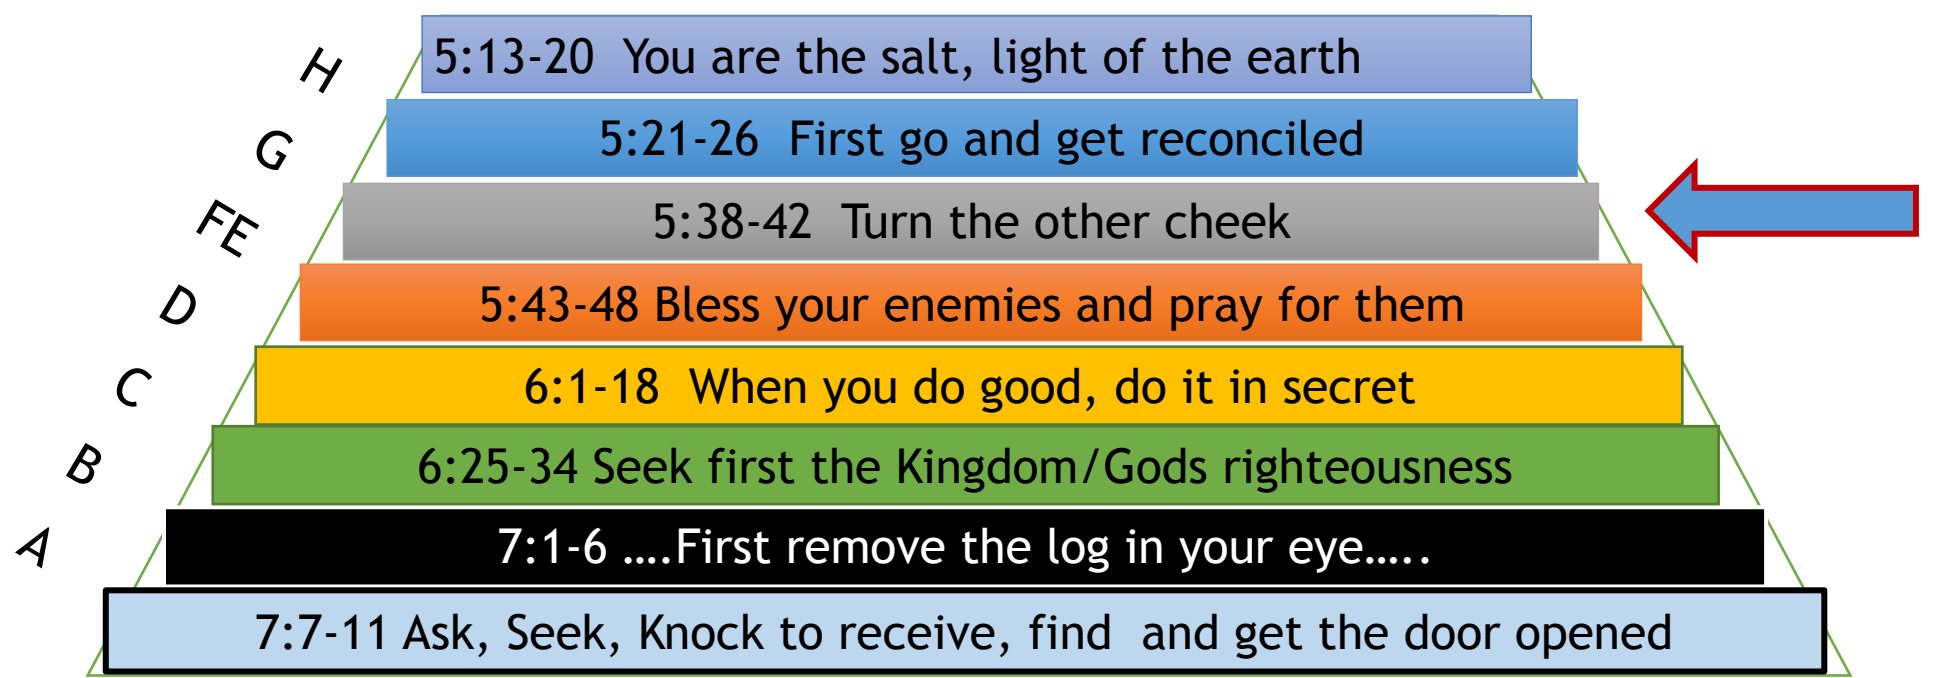 H
5:13-20 You are the salt, light of the earth
G
5:21-26 First go and get reconciled
FE
5:38-42 Turn the other cheek
D
5:43-48 Bless your enemies and pray for them
C
6:1-18 When you do good, do it in secret
B
6:25-34 Seek first the Kingdom/Gods righteousness
A
7:1-6 ….First remove the log in your eye…..
7:7-11 Ask, Seek, Knock to receive, find and get the door opened